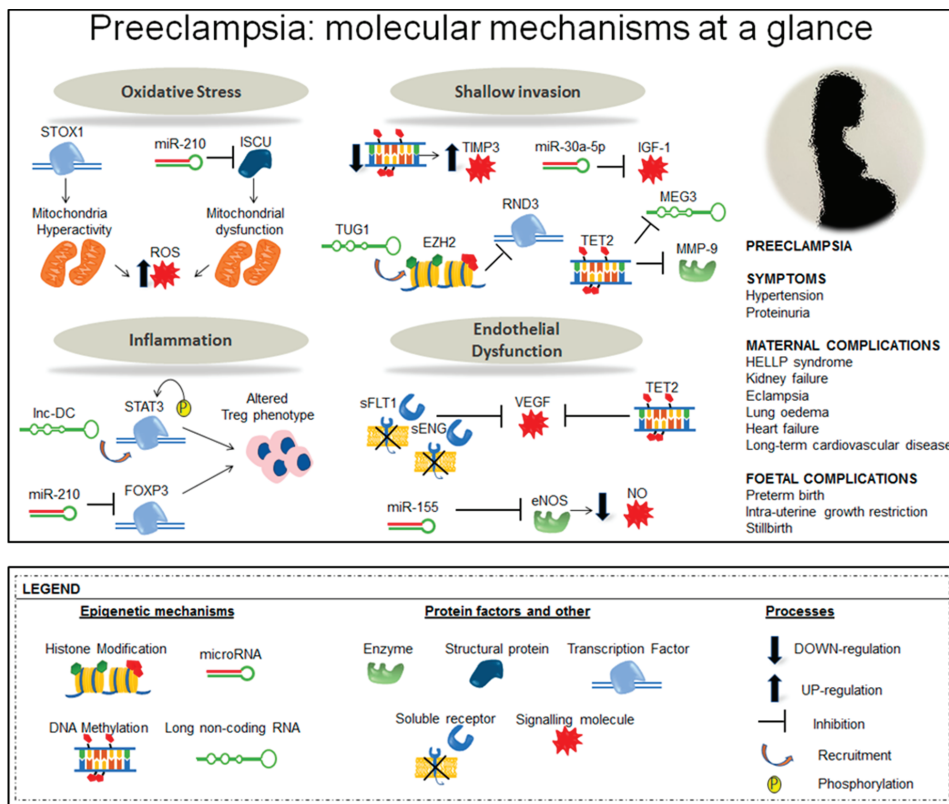 Preeclampsia: molecular mechanisms at a glance
Oxidative Stress
STOX1
miR-210
ISCU
Mitochondria
Hyperactivity
Mitochondrial
dysfunction
ROS
Shallow invasion
TIMP3
miR-30a-5p
IGF-1
TUG1
EZH2
RND3
TET2
MEG3
MMP-9
Inflammation
lnc-DC
STAT3
P
Altered
Treg phenotype
miR-210
FOXP3
Endothelial
Dysfunction
sFLT1
sENG
VEGF
TET2
miR-155
eNOS
NO
PREECLAMPSIA
SYMPTOMS
Hypertension
Proteinuria
MATERNAL COMPLICATIONS
HELLP syndrome
Kidney failure
Eclampsia
Lung oedema
Heart failure
Long-term cardiovascular disease
FOETAL COMPLICATIONS
Preterm birth
Intra-uterine growth restriction
Stillbirth
LEGEND
Epigenetic mechanisms
Histone Modification
microRNA
DNA Methylation
Long non-coding RNA
Protein factors and other
Enzyme
Structural protein
Transcription Factor
Soluble receptor
Signalling molecule
Processes
DOWN-regulation
UP-regulation
Inhibition
Recruitment
P Phosphorylation